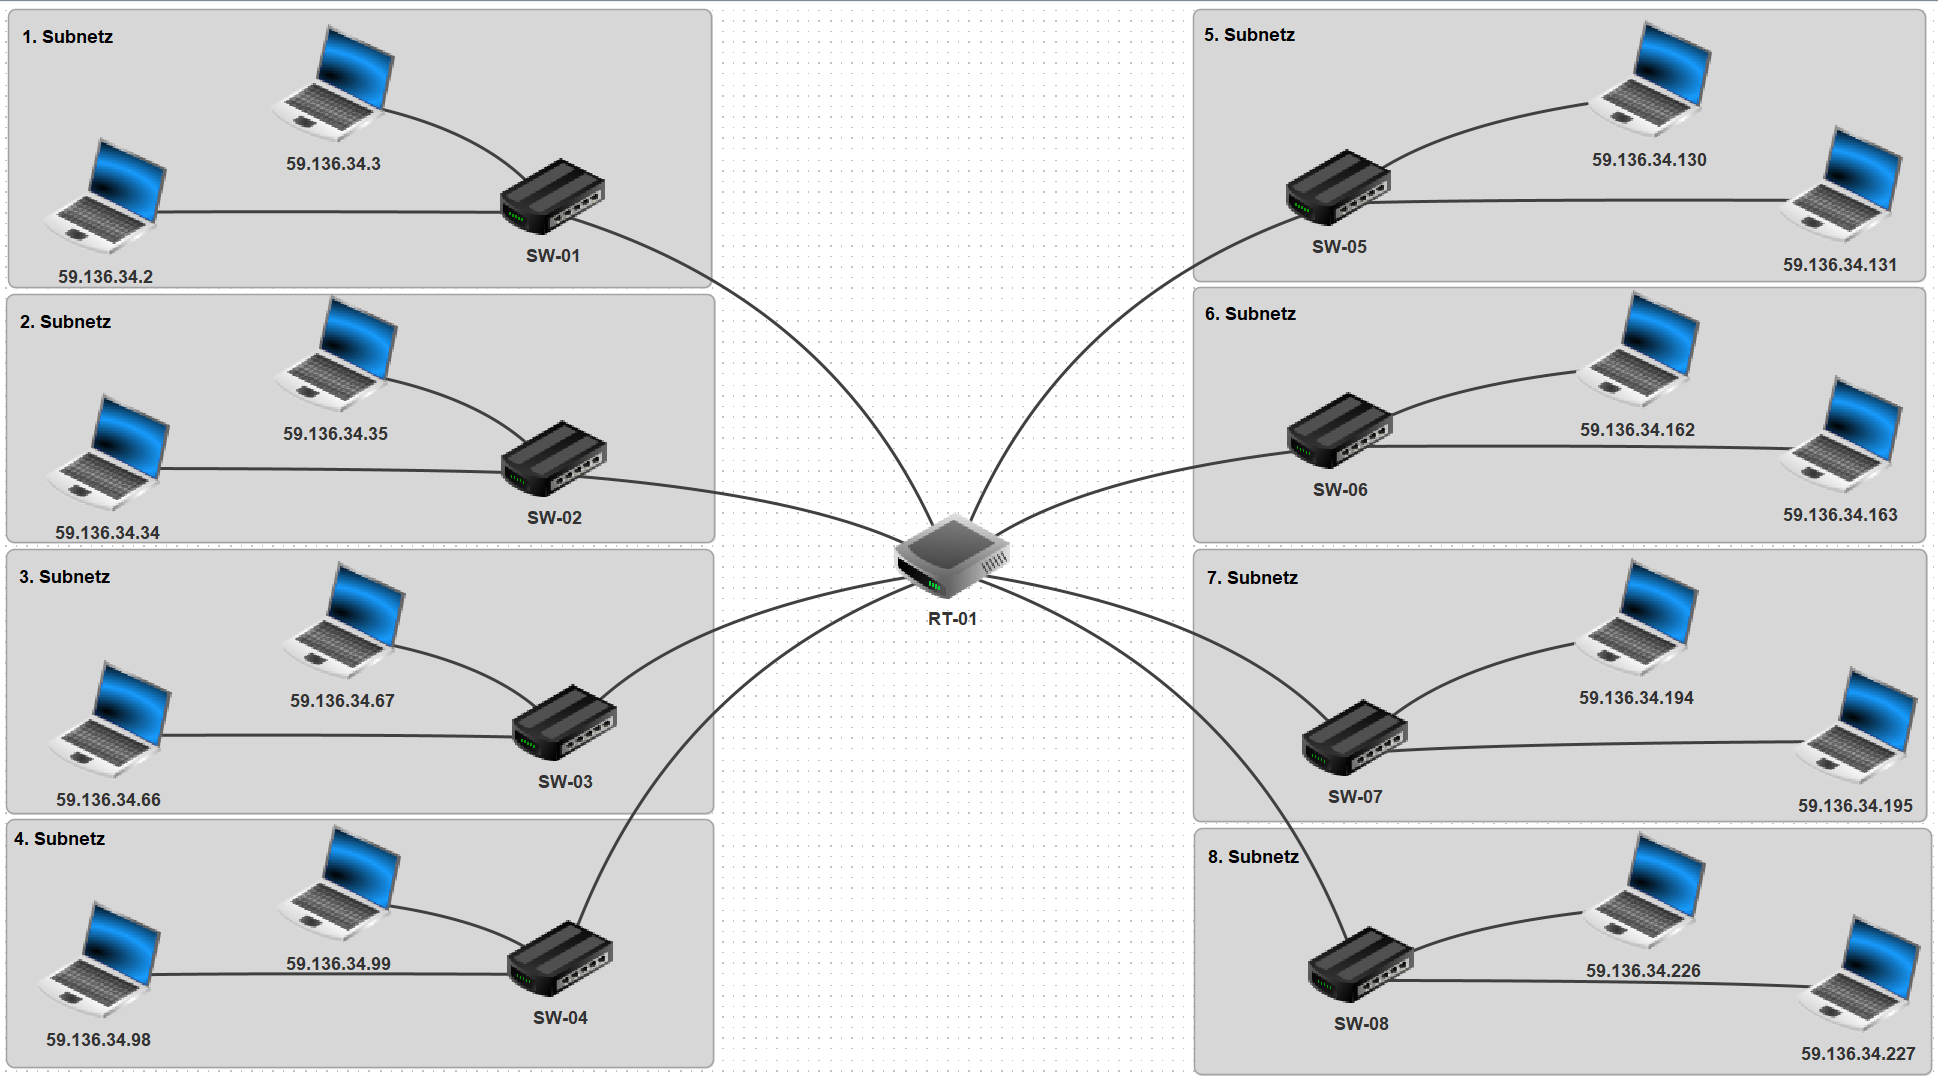 1. Subnetz
59.136.34.3
59.136.34.2
SW-01
2. Subnetz
59.136.34.35
59.136.34.34
SW-02
3. Subnetz
59.136.34.67
59.136.34.66
SW-03
4. Subnetz
59.136.34.99
59.136.34.98
SW-04
RT-01
5. Subnetz
59.136.34.130
59.136.34.131
SW-05
6. Subnetz
59.136.34.162
59.136.34.163
SW-06
7. Subnetz
59.136.34.194
59.136.34.195
SW-07
8. Subnetz
59.136.34.226
59.136.34.227
SW-08